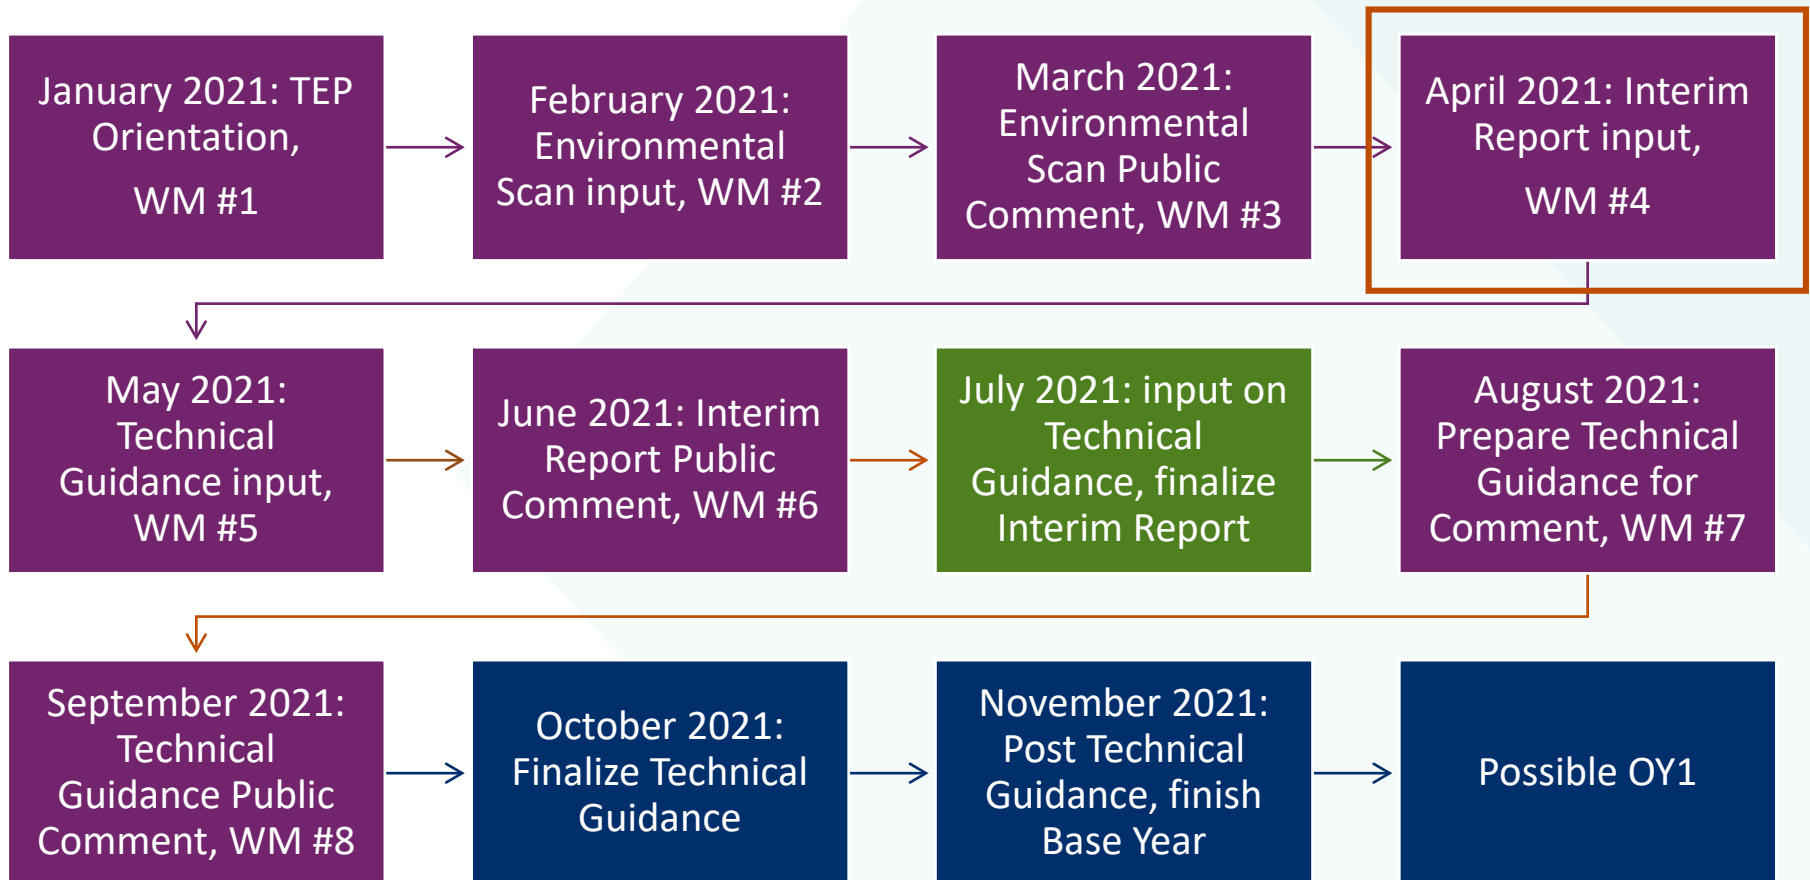 January 2021: TEP
Orientation,
WM #1
February 2021:
Environmental
Scan input, WM #2
March 2021:
Environmental
Scan Public
Comment, WM #3
April 2021: Interim
Report input,
WM #4
May 2021:
Technical
Guidance input,
WM #5
June 2021: Interim
Report Public
Comment, WM #6
July 2021: input on
Technical
Guidance, finalize
Interim Report
August 2021:
Prepare Technical
Guidance for
Comment, WM #7
September 2021:
Technical
Guidance Public
Comment, WM #8
October 2021:
Finalize Technical
Guidance
November 2021:
Post Technical
Guidance, finish
Base Year
Possible OY1